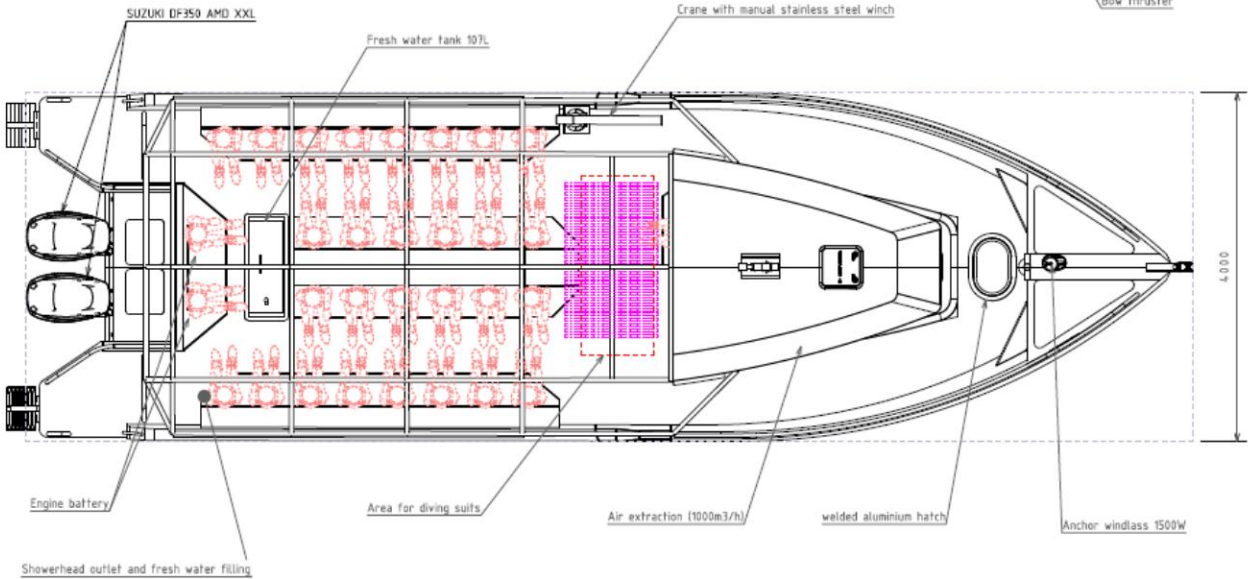 Bow thruster
SUZUKI DF350 AMD XXL
Crane with manual stainless steel winch
Fresh water tank 107L
4000
Engine battery
Area for diving suits
Air extraction (1000m3/h)
welded aluminium hatch
Anchor windlass 1500W
Showerhead outlet and fresh water filling